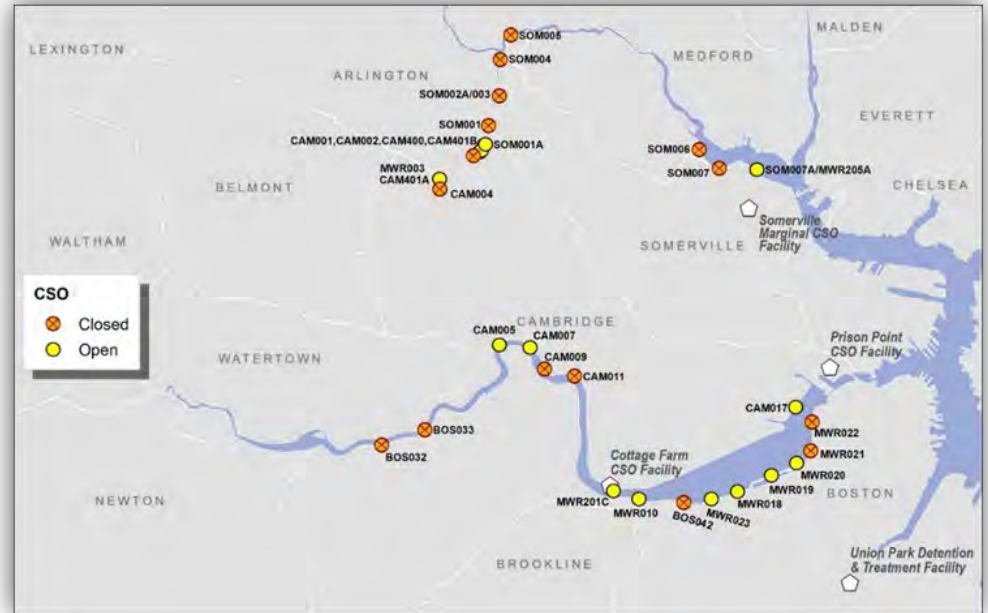 LEXINGTON
ARLINGTON
MEDFORD
MALDEN
EVERETT
CHELSEA
BELMONT
WALTHAM
SOMERVILLE
CAMBRIDGE
WATERTOWN
NEWTON
BROOKLINE
BOSTON
SOM005
SOM004
SOM002A/003
SOM001
CAM001,CAM002,CAM400,CAM401B
SOM001A
MWR003
CAM401A
CAM004
SOM006
SOM007
SOM007A/MWR205A
Somerville
Marginal CSO
Facility
CSO
Closed
Open
CAM005
CAM007
CAM009
CAM011
BOS033
BOS032
Prison Point
CSO Facility
CAM017
MWR022
MWR021
MWR020
MWR019
MWR018
MWR023
BOS042
MWR010
MWR201C
Cottage Farm
CSO Facility
Union Park Detention
& Treatment Facility